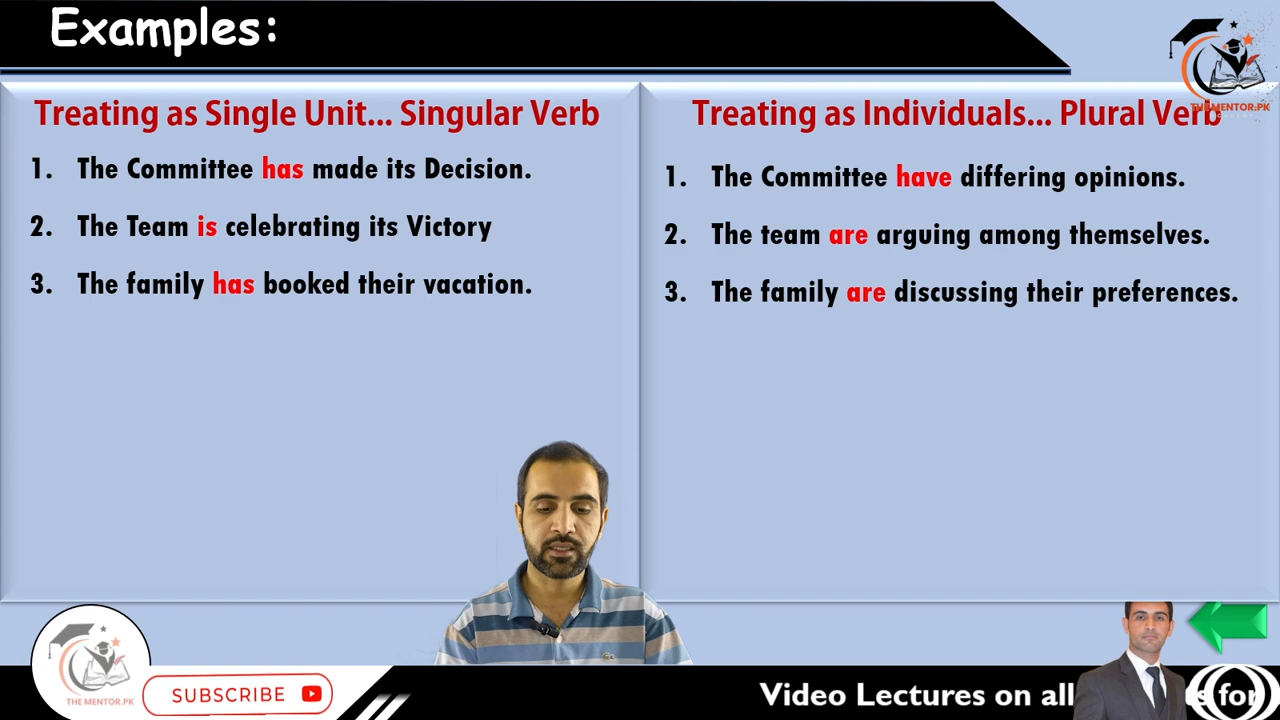 Examples:
THEMENTOR.PK
Treating as Single Unit... Singular Verb
1. The Committee has made its Decision.
2. The Team is celebrating its Victory
3. The family has booked their vacation.
Treating as Individuals... Plural Verb
1. The Committee have differing opinions.
2. The team are arguing among themselves.
3. The family are discussing their preferences.
THE MENTOR.PK
SUBSCRIBE
Video Lectures on all
for